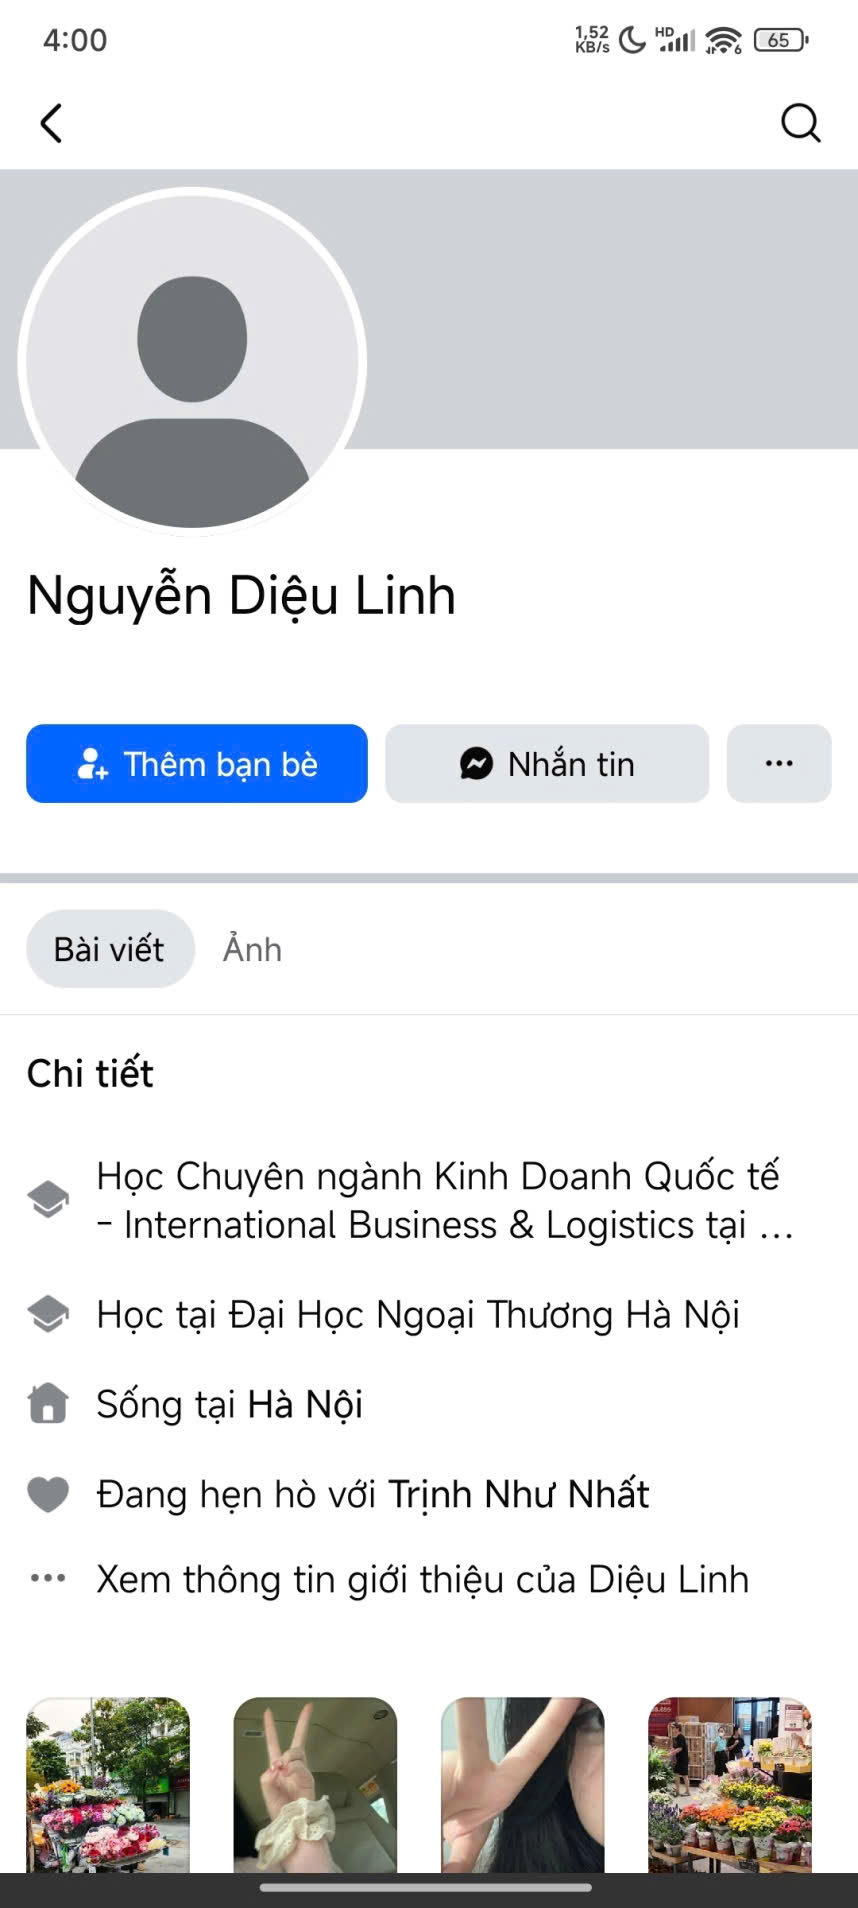 4:00
1,52
KB/s
HD
6
65
Nguyễn Diệu Linh
Thêm bạn bè
Nhắn tin
Bài viết
Ảnh
Chi tiết
Học Chuyên ngành Kinh Doanh Quốc tế
- International Business & Logistics tại ...
Học tại Đại Học Ngoại Thương Hà Nội
Sống tại Hà Nội
Đang hẹn hò với Trịnh Như Nhất
Xem thông tin giới thiệu của Diệu Linh